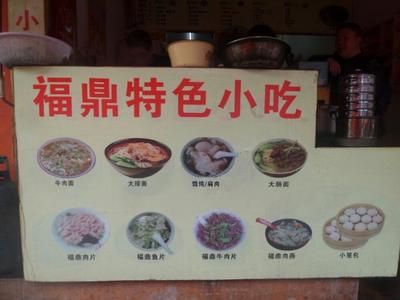 小
福鼎特色小吃
牛肉面
大排面
馄饨/扁肉
大肠面
福鼎肉片
福鼎鱼片
福鼎牛肉片
福鼎肉燕
小笼包